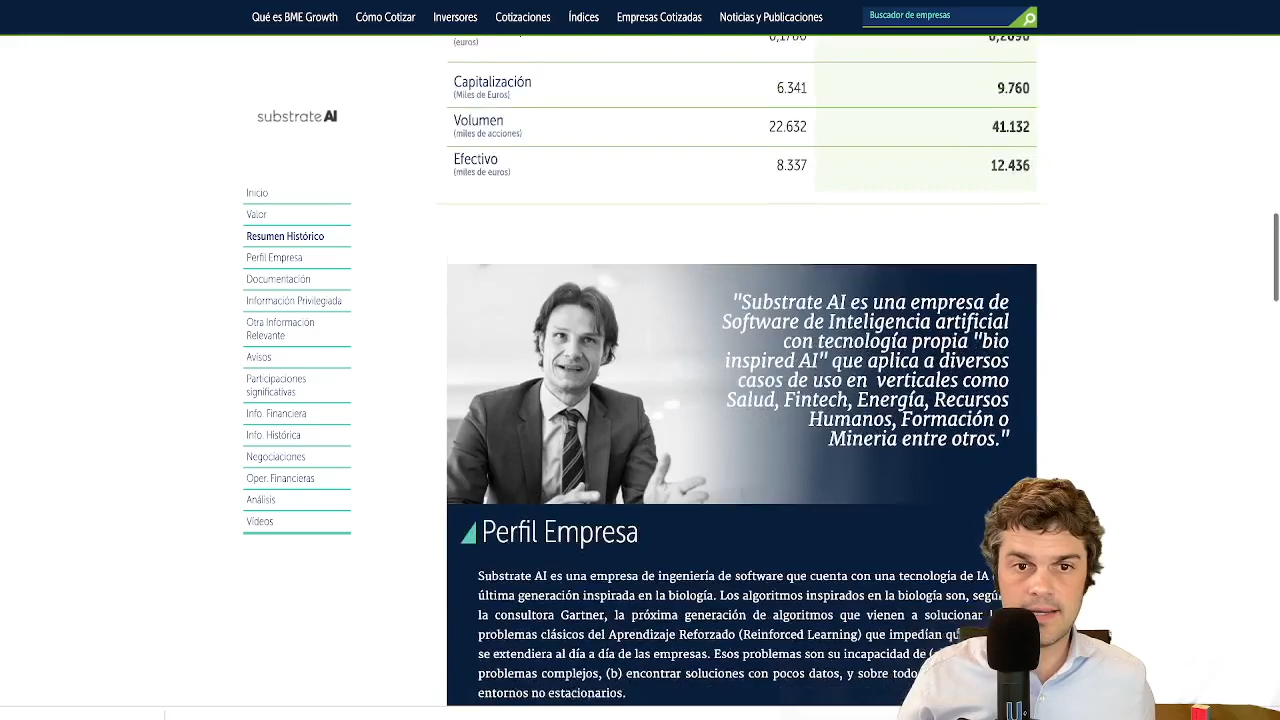 Qué es BME Growth Cómo Cotizar Inversores Cotizaciones Índices Empresas Cotizadas Noticias y Publicaciones Buscador de empresas
(euros)
Capitalización 6.341 9.760
(Miles de Euros)
substrate AI
Volumen 22.632 41.132
(miles de acciones)
Efectivo 8.337 12.436
(miles de euros)
Inicio
Valor
Resumen Histórico
Perfil Empresa
Documentación
Información Privilegiada
Otra Información
Relevante
Avisos
Participaciones
significativas
Info. Financiera
Info. Histórica
Negociaciones
Oper. Financieras
Análisis
Vídeos
"Substrate AI es una empresa de
Software de Inteligencia artificial
con tecnología propia "bio
inspired AI" que aplica a diversos
casos de uso en verticales como
Salud, Fintech, Energía, Recursos
Humanos, Formación o
Mineria entre otros."
Perfil Empresa
Substrate AI es una empresa de ingeniería de software que cuenta con una tecnología de IA
última generación inspirada en la biología. Los algoritmos inspirados en la biología son,
la consultora Gartner, la próxima generación de algoritmos que vienen a solucionar
problemas clásicos del Aprendizaje Reforzado (Reinforced Learning) que impedían
se extendiera al día a día de las empresas. Esos problemas son su incapacidad de
problemas complejos, (b) encontrar soluciones con pocos datos, y sobre todo
entornos no estacionarios.